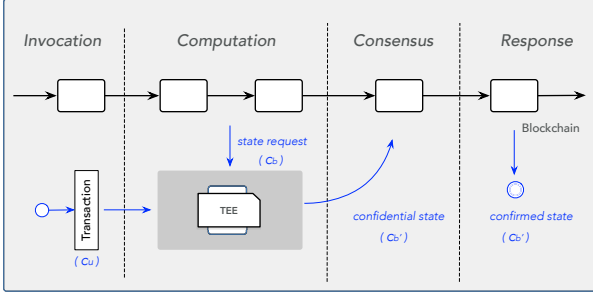 Invocation
Computation
Consensus
Response
Blockchain
state request
( Cb )
TEE
Transaction
( Cu )
confidential state
( Cb' )
confirmed state
( Cb' )